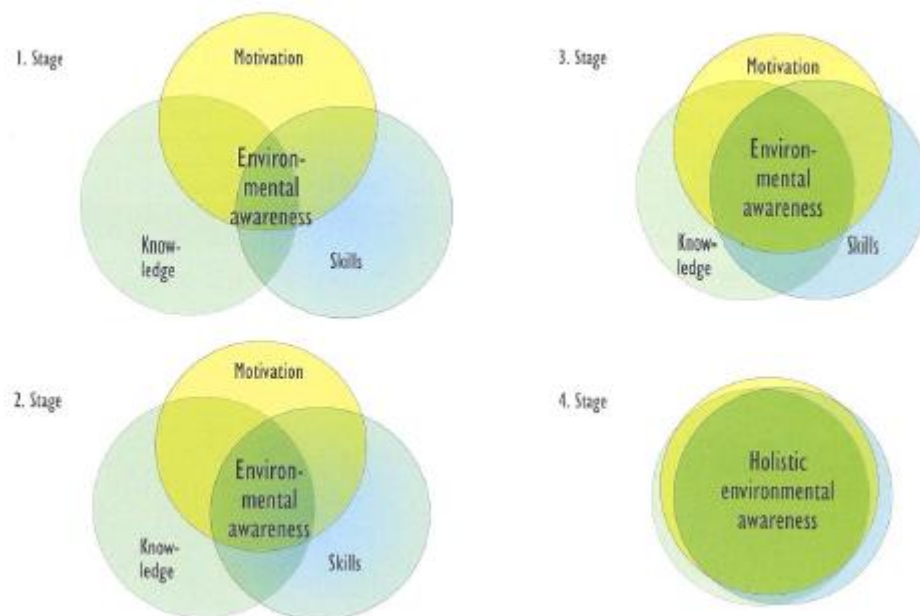 1. Stage
Motivation
Environ-
mental
awareness
Know-
ledge
Skills
2. Stage
Motivation
Environ-
mental
awareness
Know-
ledge
Skills
3. Stage
Motivation
Environ-
mental
awareness
Know-
ledge
Skills
4. Stage
Holistic
environmental
awareness